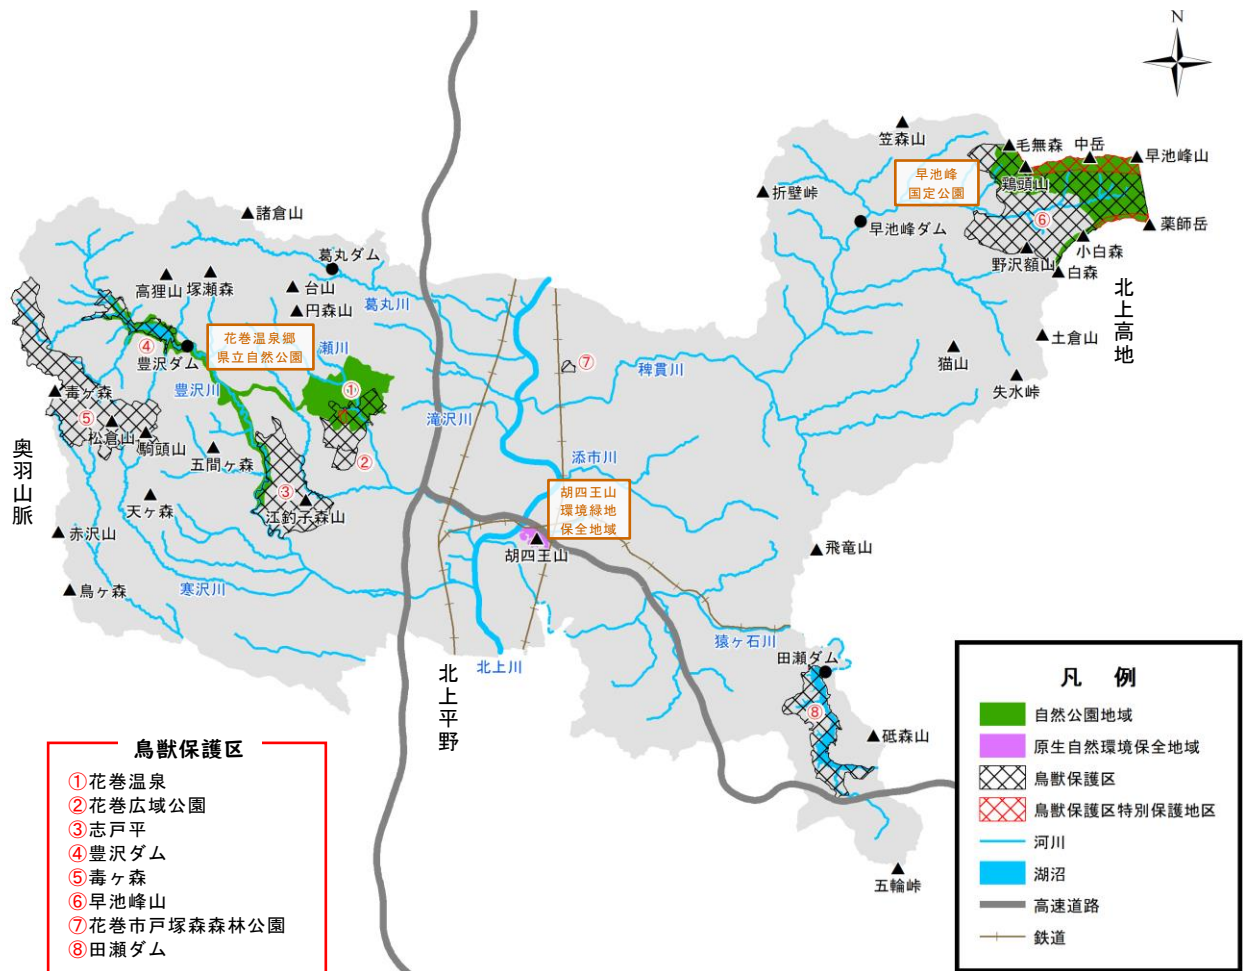 N
笠森山
毛無森
中岳
早池峰山
早池峰
国定公園
鶏頭山
折壁峠
⑥
早池峰ダム
薬師岳
小白森
野沢額山
白森
北上高地
諸倉山
葛丸ダム
高狸山
塚瀬森
台山
円森山
葛丸川
花巻温泉郷
県立自然公園
瀬川
④
豊沢ダム
豊沢川
土倉山
猫山
失水峠
⑦
稗貫川
毒ヶ森
①
⑤
松倉山
駒頭山
滝沢川
五間ヶ森
②
添市川
奥羽山脈
③
江釣子森山
天ヶ森
胡四王山
環境緑地
保全地域
赤沢山
胡四王山
飛竜山
鳥ヶ森
寒沢川
猿ヶ石川
北上川
田瀬ダム
北上平野
⑧
砥森山
五輪峠
鳥獣保護区
①花巻温泉
②花巻広域公園
③志戸平
④豊沢ダム
⑤毒ヶ森
⑥早池峰山
⑦花巻市戸塚森森林公園
⑧田瀬ダム
凡 例
自然公園地域
原生自然環境保全地域
鳥獣保護区
鳥獣保護区特別保護地区
河川
湖沼
高速道路
鉄道